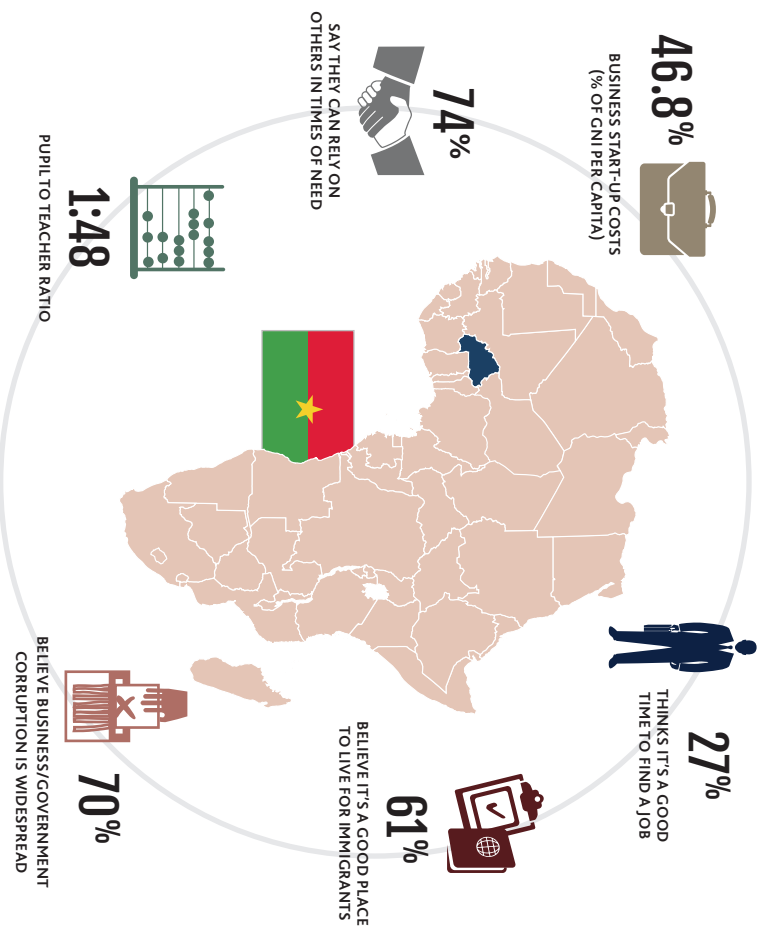 46.8%
BUSINESS START-UP COSTS
(% OF GNI PER CAPITA)
27%
THINKS IT'S A GOOD
TIME TO FIND A JOB
74%
SAY THEY CAN RELY ON
OTHERS IN TIMES OF NEED
61%
BELIEVE IT'S A GOOD PLACE
TO LIVE FOR IMMIGRANTS
1:48
PUPIL TO TEACHER RATIO
70%
BELIEVE BUSINESS/GOVERNMENT
CORRUPTION IS WIDESPREAD